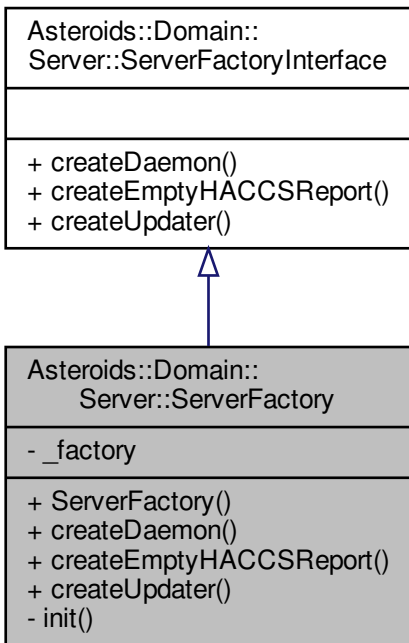 Asteroids::Domain::
Server::ServerFactoryInterface
+ createDaemon()
+ createEmptyHACCSReport()
+ createUpdater()
Asteroids::Domain::
Server::ServerFactory
- _factory
+ ServerFactory()
+ createDaemon()
+ createEmptyHACCSReport()
+ createUpdater()
- init()